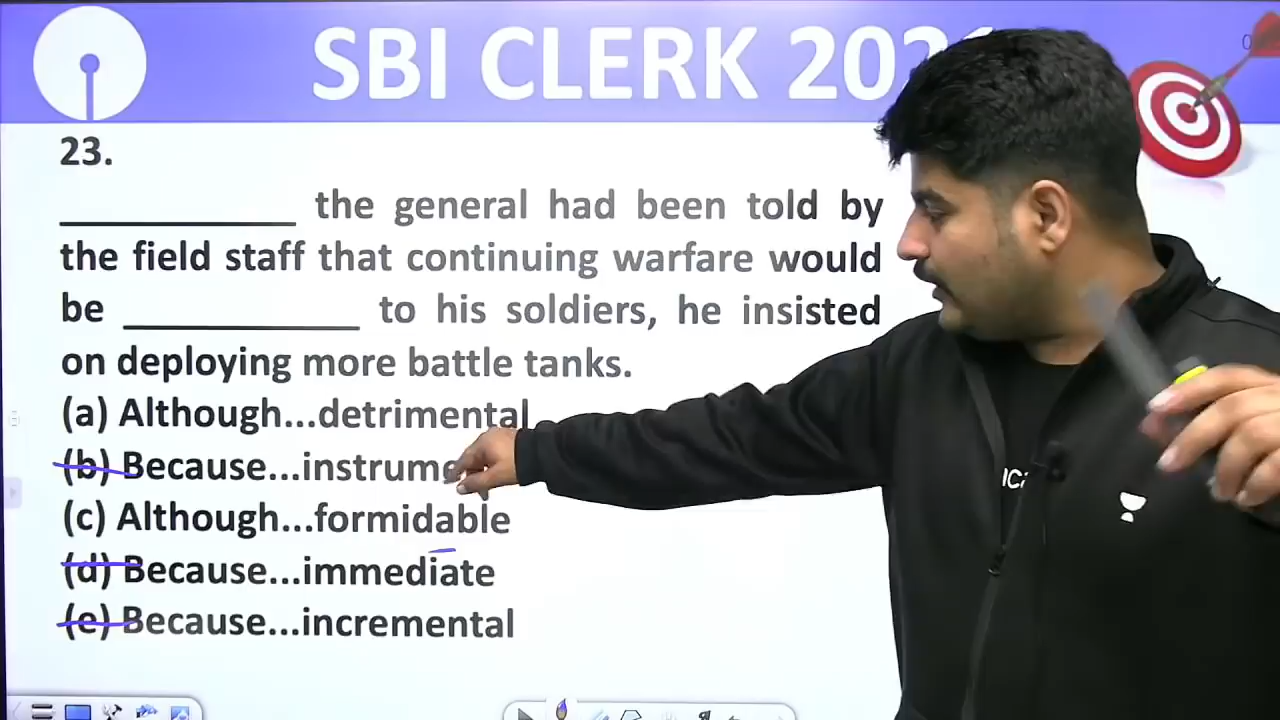 SBI CLERK 202
23.
____________ the general had been told by
the field staff that continuing warfare would
be ____________ to his soldiers, he insisted
on deploying more battle tanks.
(a) Although...detrimental
(b) Because...instrume
(c) Although...formidable
(d) Because...immediate
(e) Because...incremental